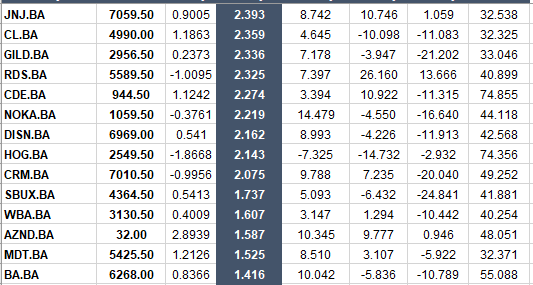 JNJ.BA 7059.50 0.9005 2.393 8.742 10.746 1.059 32.538
CL.BA 4990.00 1.1863 2.359 4.645 -10.098 -11.083 32.325
GILD.BA 2956.50 0.2373 2.336 7.178 -3.947 -21.202 33.046
RDS.BA 5589.50 -1.0095 2.325 7.397 26.160 13.666 40.899
CDE.BA 944.50 1.1242 2.274 3.394 10.922 -11.315 74.855
NOKA.BA 1059.50 -0.3761 2.219 14.479 -4.550 -16.640 44.118
DISN.BA 6969.00 0.541 2.162 8.993 -4.226 -11.913 42.568
HOG.BA 2549.50 -1.8668 2.143 -7.325 -14.732 -2.932 74.356
CRM.BA 7010.50 -0.9956 2.075 9.788 7.235 -20.040 49.252
SBUX.BA 4364.50 0.5413 1.737 5.093 -6.432 -24.841 41.881
WBA.BA 3130.50 0.4009 1.607 3.147 1.294 -10.442 40.254
AZND.BA 32.00 2.8939 1.587 10.345 9.777 0.946 48.051
MDT.BA 5425.50 1.2126 1.525 8.510 3.107 -5.922 32.371
BA.BA 6268.00 0.8366 1.416 10.042 -5.836 -10.789 55.088